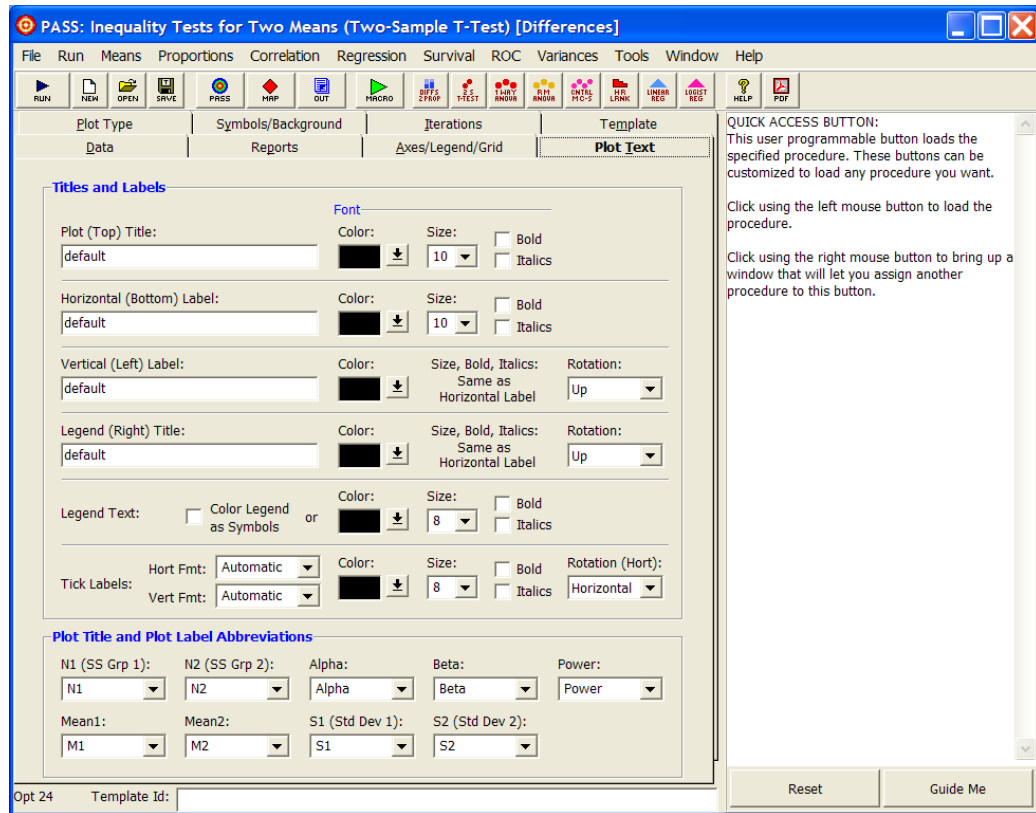 PASS: Inequality Tests for Two Means (Two-Sample T-Test) [Differences]
File Run Means Proportions Correlation Regression Survival ROC Variances Tools Window Help
RUN NEW OPEN SAVE PASS MAP OUT MACRO DIFFS 2 PROP 2 S T-TEST 1WAY ANOVA RM ANOVA CNTRL MC-S HR LRNK LINEAR REG LOGIST REG HELP PDF
Plot Type Symbols/Background Iterations Template
Data Reports Axes/Legend/Grid Plot Text
Titles and Labels
Font
Plot (Top) Title: Color: Size: Bold
default 10 Italics
Horizontal (Bottom) Label: Color: Size: Bold
default 10 Italics
Vertical (Left) Label: Color: Size, Bold, Italics: Rotation:
default Same as Up
Horizontal Label
Legend (Right) Title: Color: Size, Bold, Italics: Rotation:
default Same as Up
Horizontal Label
Color: Size: Bold
Legend Text: Color Legend or 8 Italics
as Symbols
Hort Fmt: Automatic Color: Size: Bold Rotation (Hort):
Tick Labels: 8 Italics Horizontal
Vert Fmt: Automatic
Plot Title and Plot Label Abbreviations
N1 (SS Grp 1): N2 (SS Grp 2): Alpha: Beta: Power:
N1 N2 Alpha Beta Power
Mean1: Mean2: S1 (Std Dev 1): S2 (Std Dev 2):
M1 M2 S1 S2
Opt 24 Template Id:
QUICK ACCESS BUTTON:
This user programmable button loads the
specified procedure. These buttons can be
customized to load any procedure you want.
Click using the left mouse button to load the
procedure.
Click using the right mouse button to bring up a
window that will let you assign another
procedure to this button.
Reset Guide Me